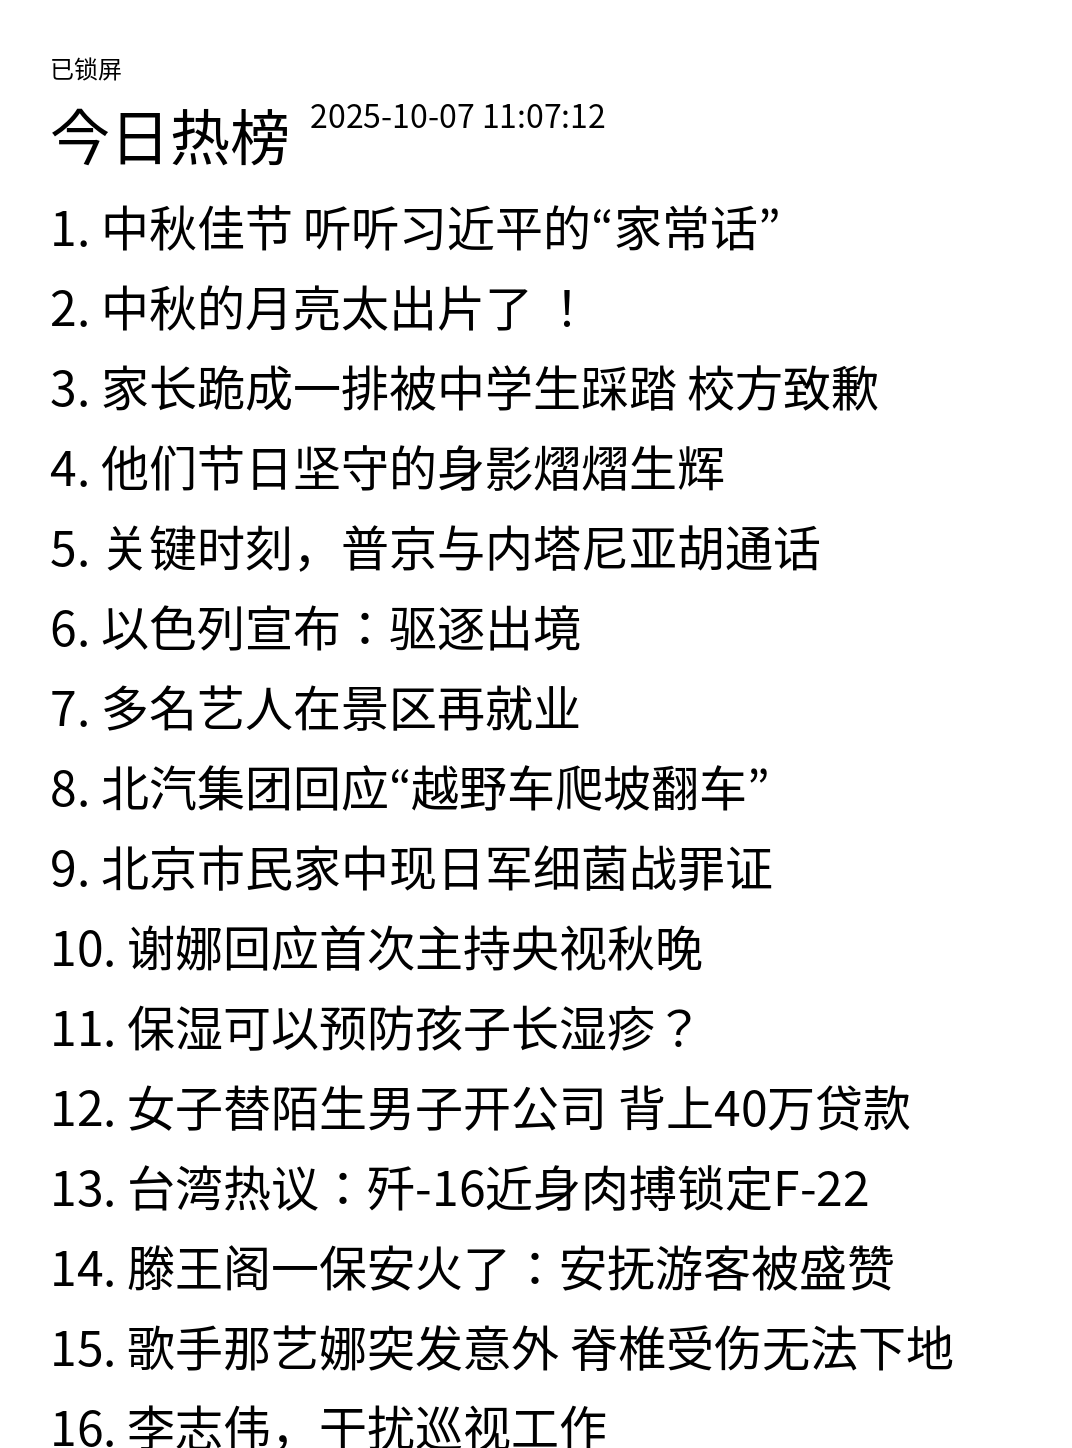 已锁屏
今日热榜 2025-10-07 11:07:12
1. 中秋佳节 听听习近平的“家常话”
2. 中秋的月亮太出片了 ！
3. 家长跪成一排被中学生踩踏 校方致歉
4. 他们节日坚守的身影熠熠生辉
5. 关键时刻，普京与内塔尼亚胡通话
6. 以色列宣布：驱逐出境
7. 多名艺人在景区再就业
8. 北汽集团回应“越野车爬坡翻车”
9. 北京市民家中现日军细菌战罪证
10. 谢娜回应首次主持央视秋晚
11. 保湿可以预防孩子长湿疹？
12. 女子替陌生男子开公司 背上40万贷款
13. 台湾热议：歼-16近身肉搏锁定F-22
14. 滕王阁一保安火了：安抚游客被盛赞
15. 歌手那艺娜突发意外 脊椎受伤无法下地
16. 李志伟，干扰巡视工作